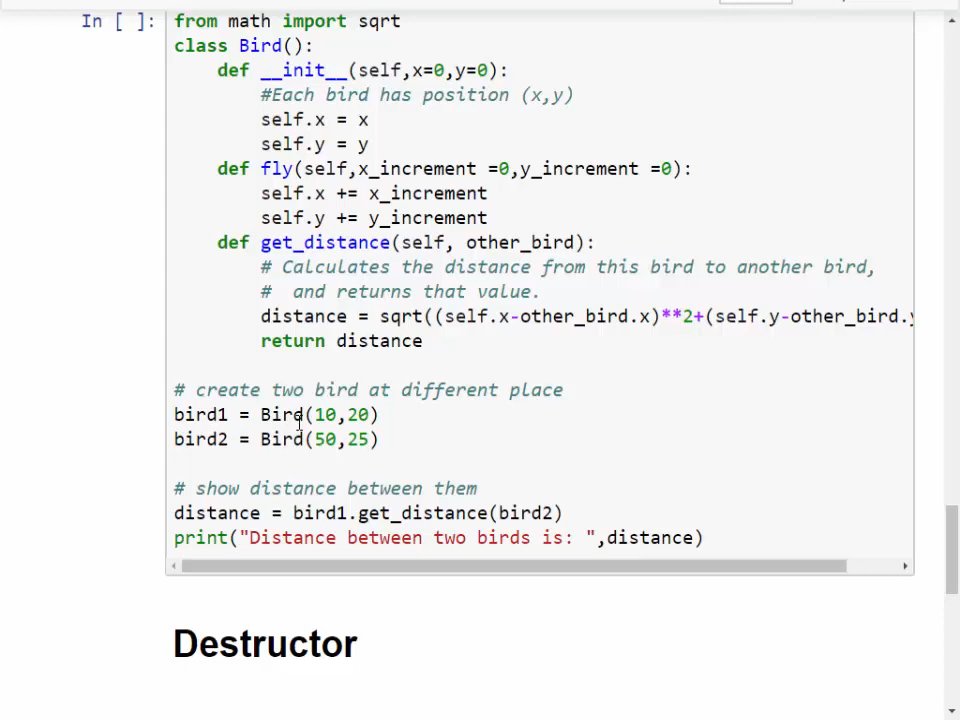 In [ ]:
from math import sqrt
class Bird():
    def __init__(self,x=0,y=0):
        #Each bird has position (x,y)
        self.x = x
        self.y = y
    def fly(self,x_increment =0,y_increment =0):
        self.x += x_increment
        self.y += y_increment
    def get_distance(self, other_bird):
        # Calculates the distance from this bird to another bird,
        #  and returns that value.
        distance = sqrt((self.x-other_bird.x)**2+(self.y-other_bird.y
        return distance

# create two bird at different place
bird1 = Bird(10,20)
bird2 = Bird(50,25)

# show distance between them
distance = bird1.get_distance(bird2)
print("Distance between two birds is: ",distance)
Destructor